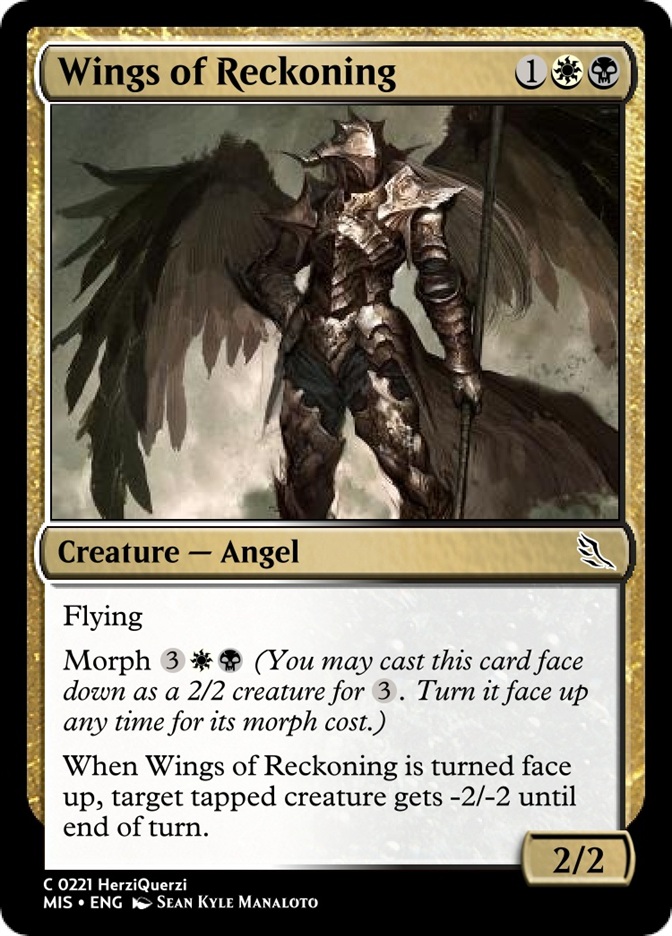 Wings of Reckoning 1
Creature — Angel
Flying
Morph 3 (You may cast this card face
down as a 2/2 creature for 3. Turn it face up
any time for its morph cost.)
When Wings of Reckoning is turned face
up, target tapped creature gets -2/-2 until
end of turn.
2/2
C 0221 HerziQuerzi
MIS • ENG Sean Kyle Manaloto